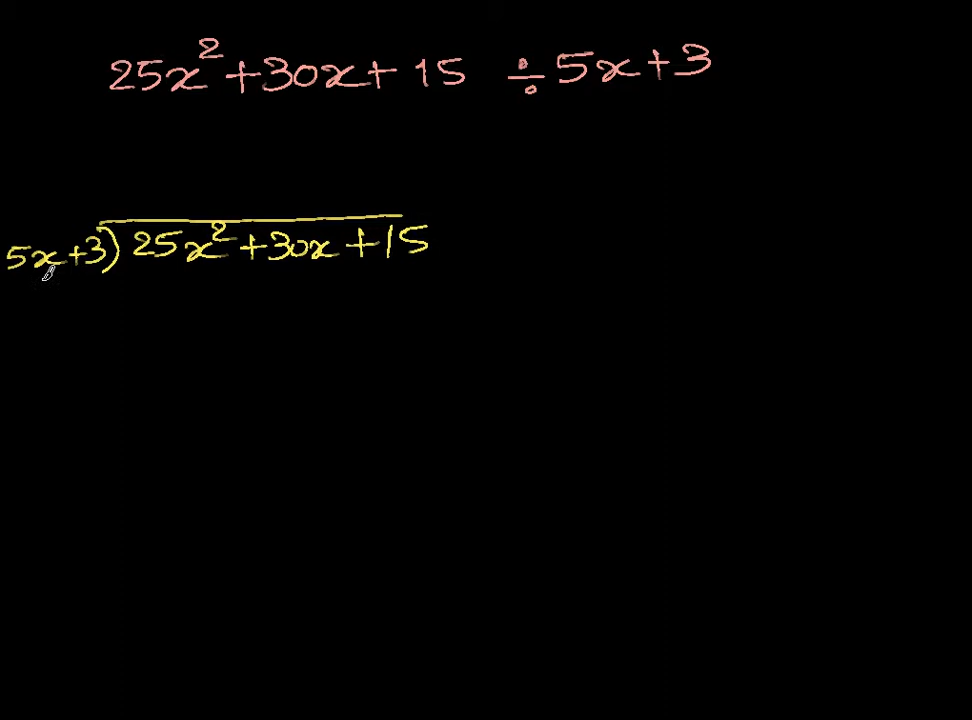 25x² +30x+ 15 ÷ 5x+3
5x+3) 25x² +30x +15